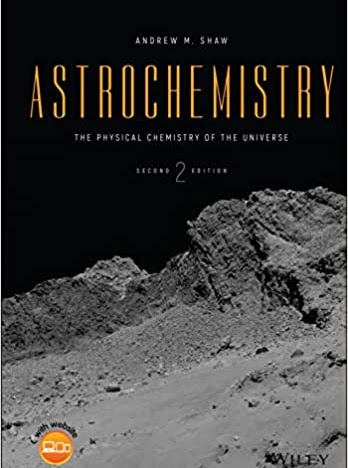 ANDREW M. SHAW
ASTROCHEMISTRY
THE PHYSICAL CHEMISTRY OF THE UNIVERSE
SECOND 2 EDITION
with website
WILEY